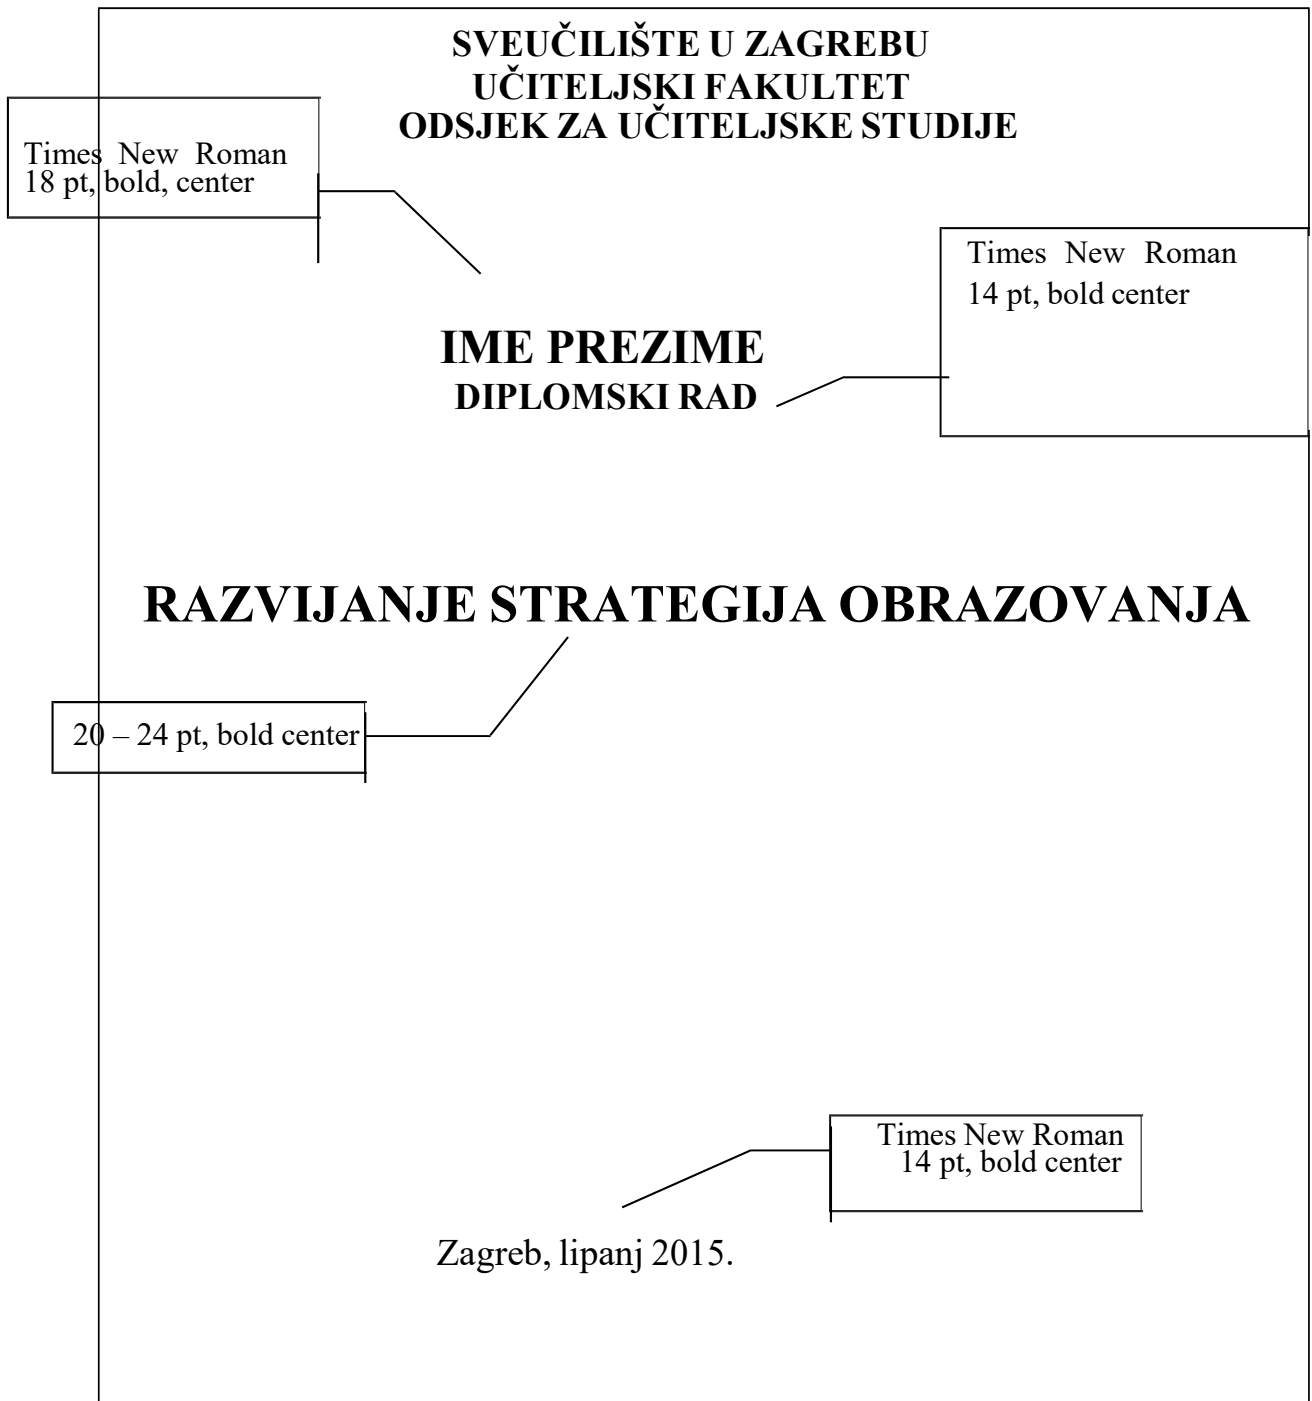 SVEUČILIŠTE U ZAGREBU
UČITELJSKI FAKULTET
ODSJEK ZA UČITELJSKE STUDIJE
Times New Roman
18 pt, bold, center
Times New Roman
14 pt, bold center
IME PREZIME
DIPLOMSKI RAD
RAZVIJANJE STRATEGIJA OBRAZOVANJA
20 – 24 pt, bold center
Times New Roman
14 pt, bold center
Zagreb, lipanj 2015.